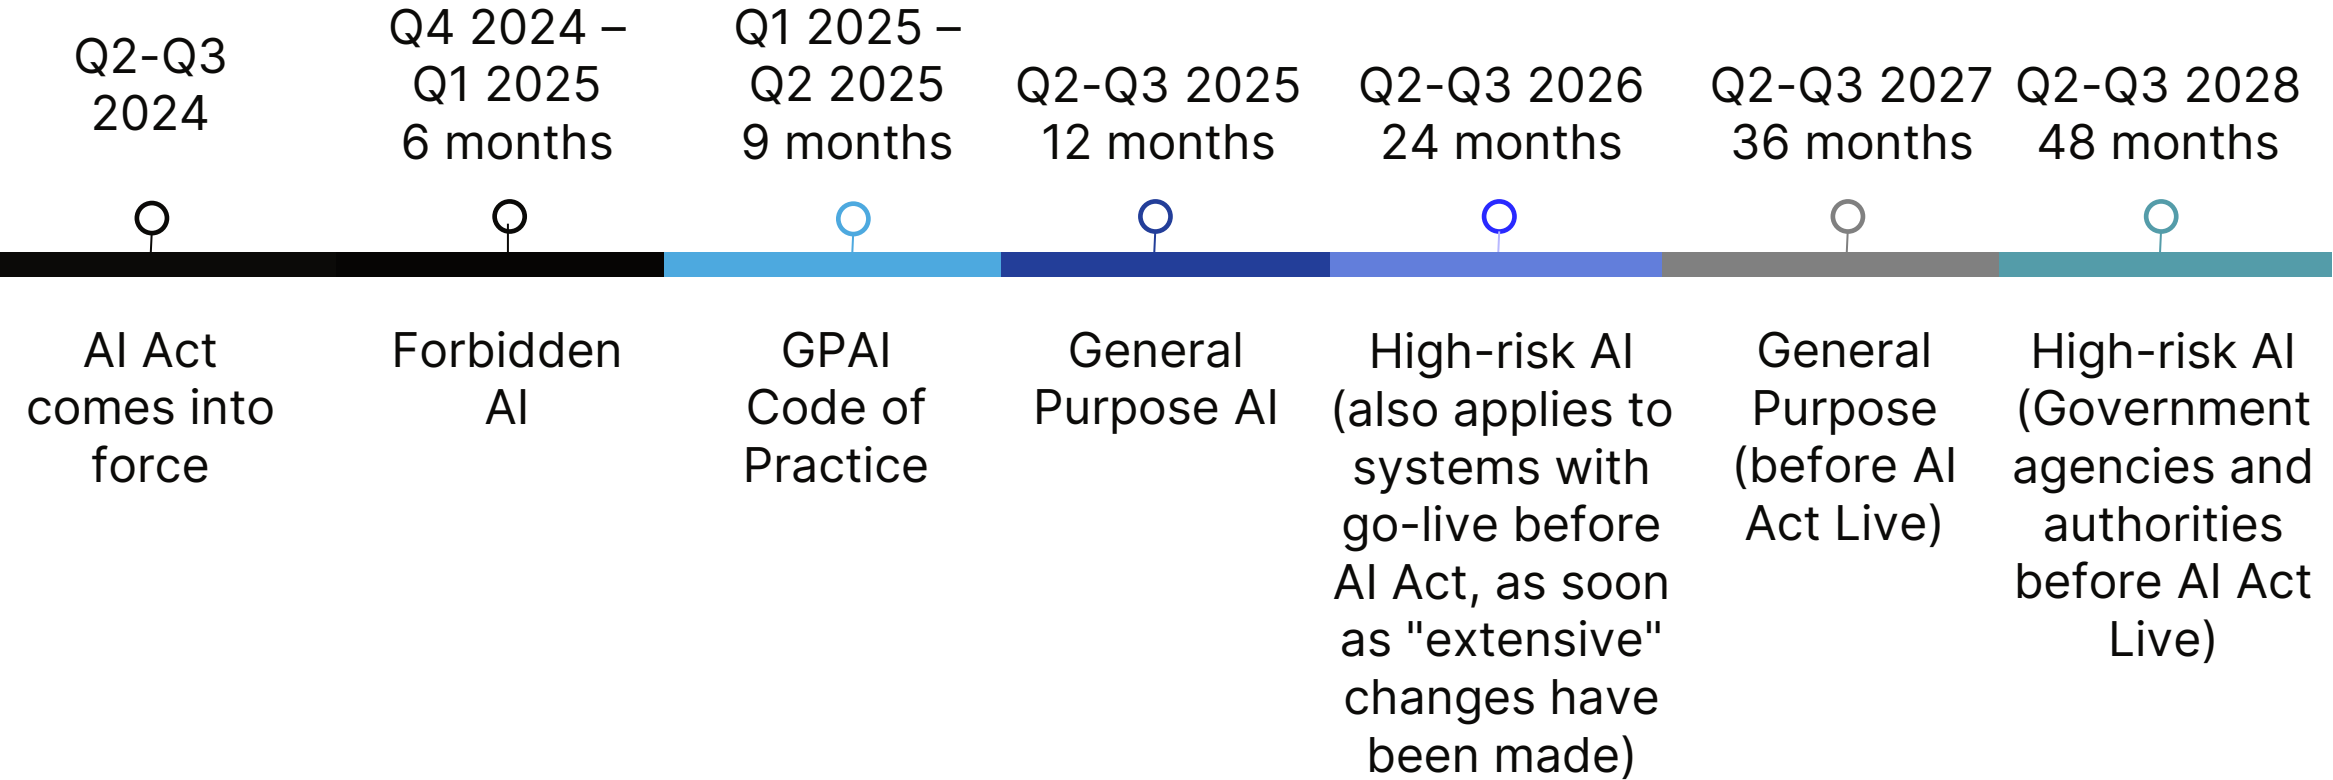 Q2-Q3
2024
Q4 2024 –
Q1 2025
6 months
Q1 2025 –
Q2 2025
9 months
Q2-Q3 2025
12 months
Q2-Q3 2026
24 months
Q2-Q3 2027
36 months
Q2-Q3 2028
48 months
AI Act
comes into
force
Forbidden
AI
GPAI
Code of
Practice
General
Purpose AI
High-risk AI
(also applies to
systems with
go-live before
AI Act, as soon
as "extensive"
changes have
been made)
General
Purpose
(before AI
Act Live)
High-risk AI
(Government
agencies and
authorities
before AI Act
Live)